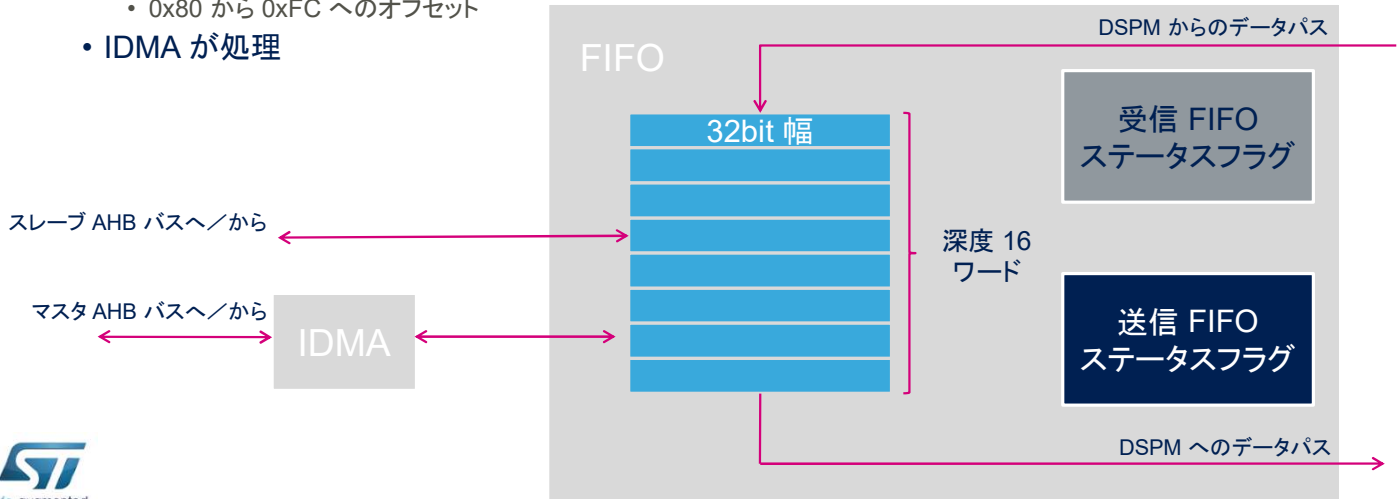 • 0x80 から 0xFC へのオフセット
• IDMA が処理
FIFO
DSPM からのデータパス
32bit 幅
受信 FIFO
ステータスフラグ
スレーブ AHB バスへ／から
深度 16
ワード
マスタ AHB バスへ／から
IDMA
送信 FIFO
ステータスフラグ
DSPM へのデータパス
ST